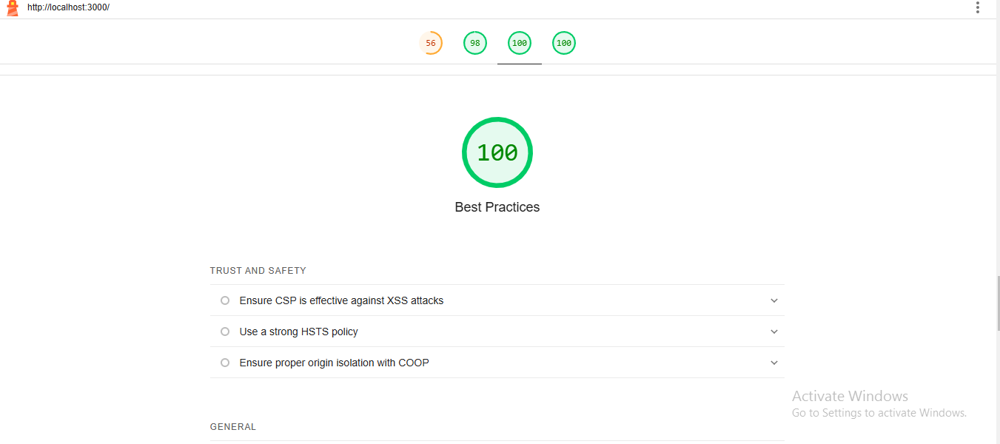 http://localhost:3000/
56 98 100 100
100
Best Practices
TRUST AND SAFETY
Ensure CSP is effective against XSS attacks
Use a strong HSTS policy
Ensure proper origin isolation with COOP
Activate Windows
Go to Settings to activate Windows.
GENERAL